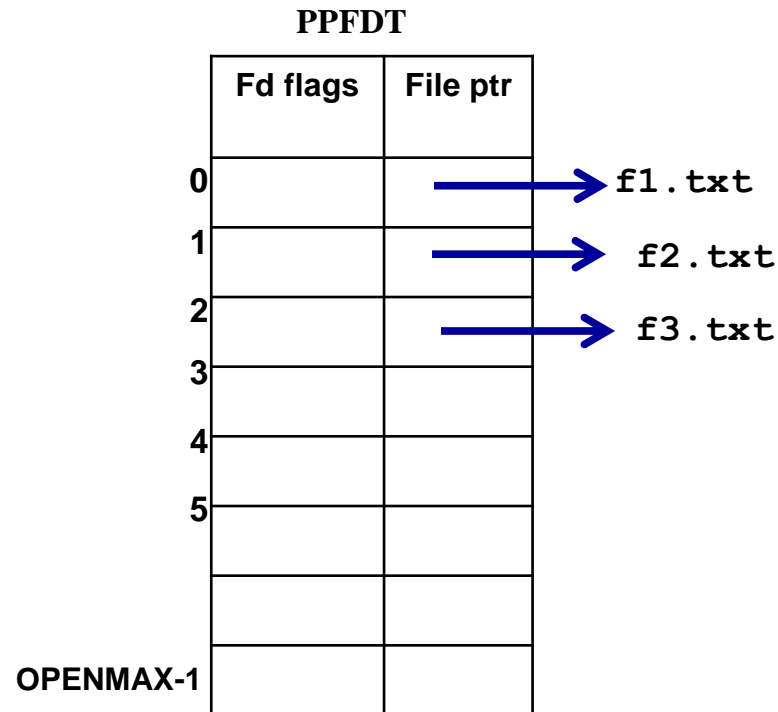 PPFDT
Fd flags File ptr
0 f1.txt
1 f2.txt
2 f3.txt
3
4
5
OPENMAX-1